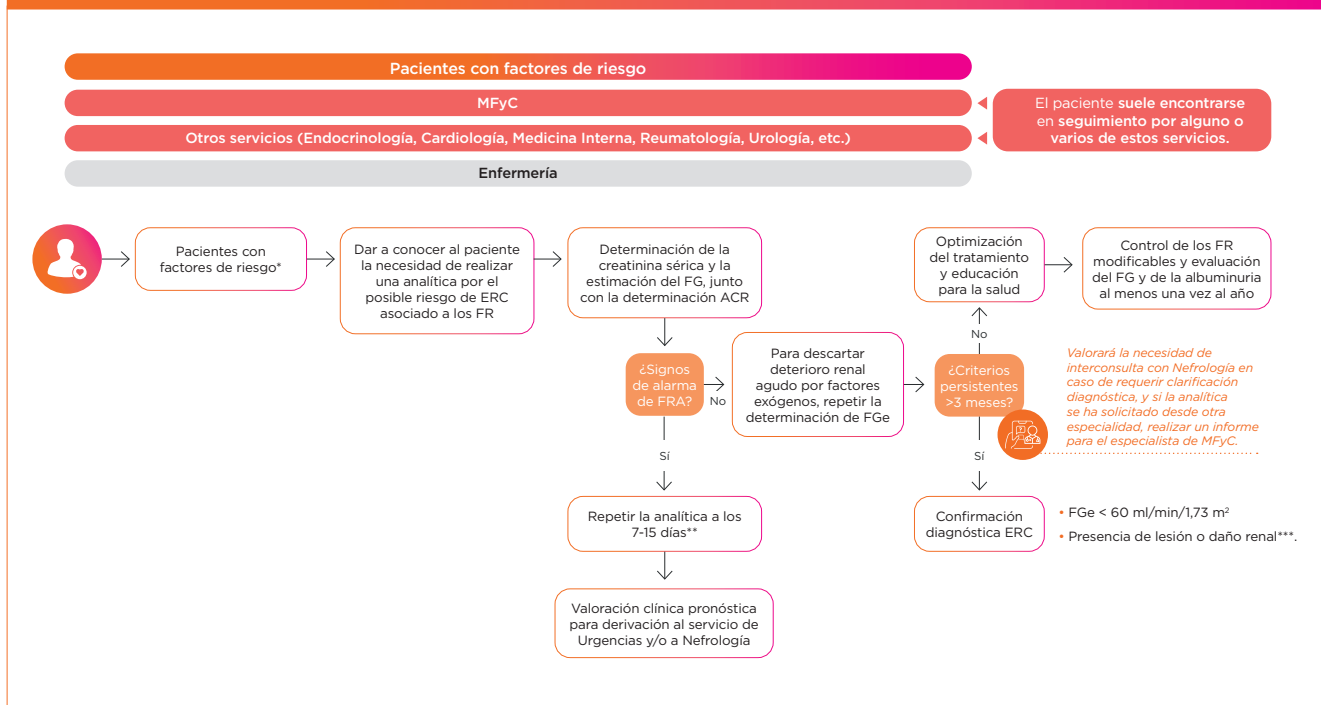 Pacientes con factores de riesgo
MFyC
Otros servicios (Endocrinología, Cardiología, Medicina Interna, Reumatología, Urología, etc.)
El paciente suele encontrarse
en seguimiento por alguno o
varios de estos servicios.
Enfermería
Pacientes con
factores de riesgo*
Dar a conocer al paciente
la necesidad de realizar
una analítica por el
posible riesgo de ERC
asociado a los FR
Determinación de la
creatinina sérica y la
estimación del FG, junto
con la determinación ACR
¿Signos
de alarma
de FRA?
No
Para descartar
deterioro renal
agudo por factores
exógenos, repetir la
determinación de FGe
¿Criterios
persistentes
>3 meses?
No
Optimización
del tratamiento
y educación
para la salud
Control de los FR
modificables y evaluación
del FG y de la albuminuria
al menos una vez al año
Valorará la necesidad de
interconsulta con Nefrología en
caso de requerir clarificación
diagnóstica, y si la analítica
se ha solicitado desde otra
especialidad, realizar un informe
para el especialista de MFyC.
Sí
Repetir la analítica a los
7-15 días**
Valoración clínica pronóstica
para derivación al servicio de
Urgencias y/o a Nefrología
Sí
Confirmación
diagnóstica ERC
• FGe < 60 ml/min/1,73 m²
• Presencia de lesión o daño renal***.